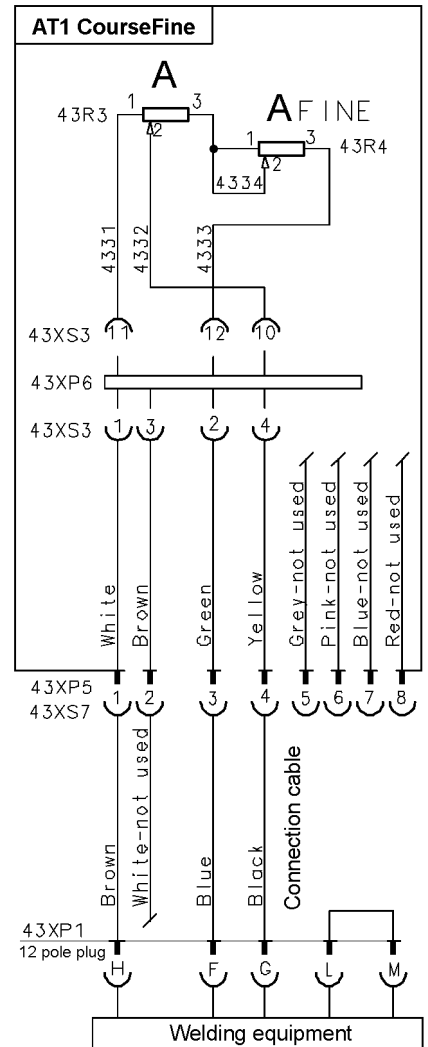 AT1 CourseFine
A
1 3
43R3
2
A FINE
1 3
43R4
4334 2
4331
4332
4333
43XS3 11 12 10
43XP6
43XS3 1 3 2 4
White
Brown
Green
Yellow
Grey-not used
Pink-not used
Blue-not used
Red-not used
43XP5
43XS7
1 2 3 4 5 6 7 8
Brown
White-not used
Blue
Black
Connection cable
43XP1
12 pole plug
H F G L M
Welding equipment